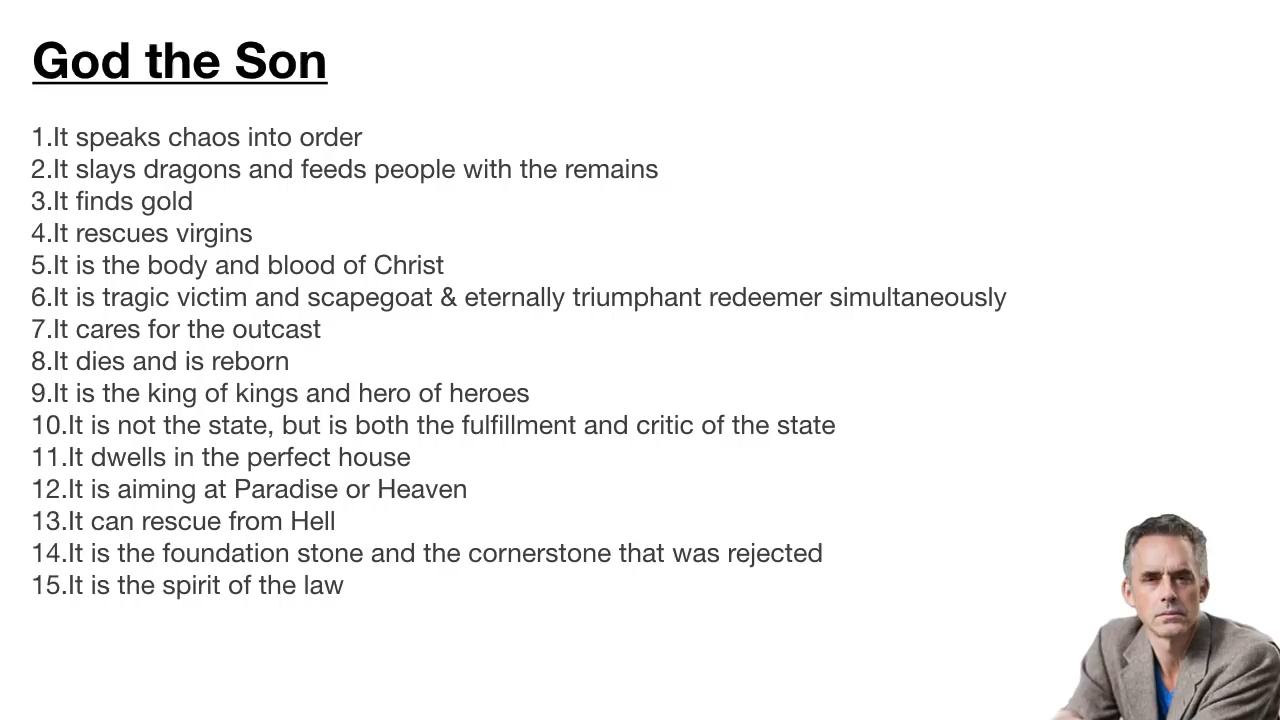 God the Son
1.It speaks chaos into order
2.It slays dragons and feeds people with the remains
3.It finds gold
4.It rescues virgins
5.It is the body and blood of Christ
6.It is tragic victim and scapegoat & eternally triumphant redeemer simultaneously
7.It cares for the outcast
8.It dies and is reborn
9.It is the king of kings and hero of heroes
10.It is not the state, but is both the fulfillment and critic of the state
11.It dwells in the perfect house
12.It is aiming at Paradise or Heaven
13.It can rescue from Hell
14.It is the foundation stone and the cornerstone that was rejected
15.It is the spirit of the law